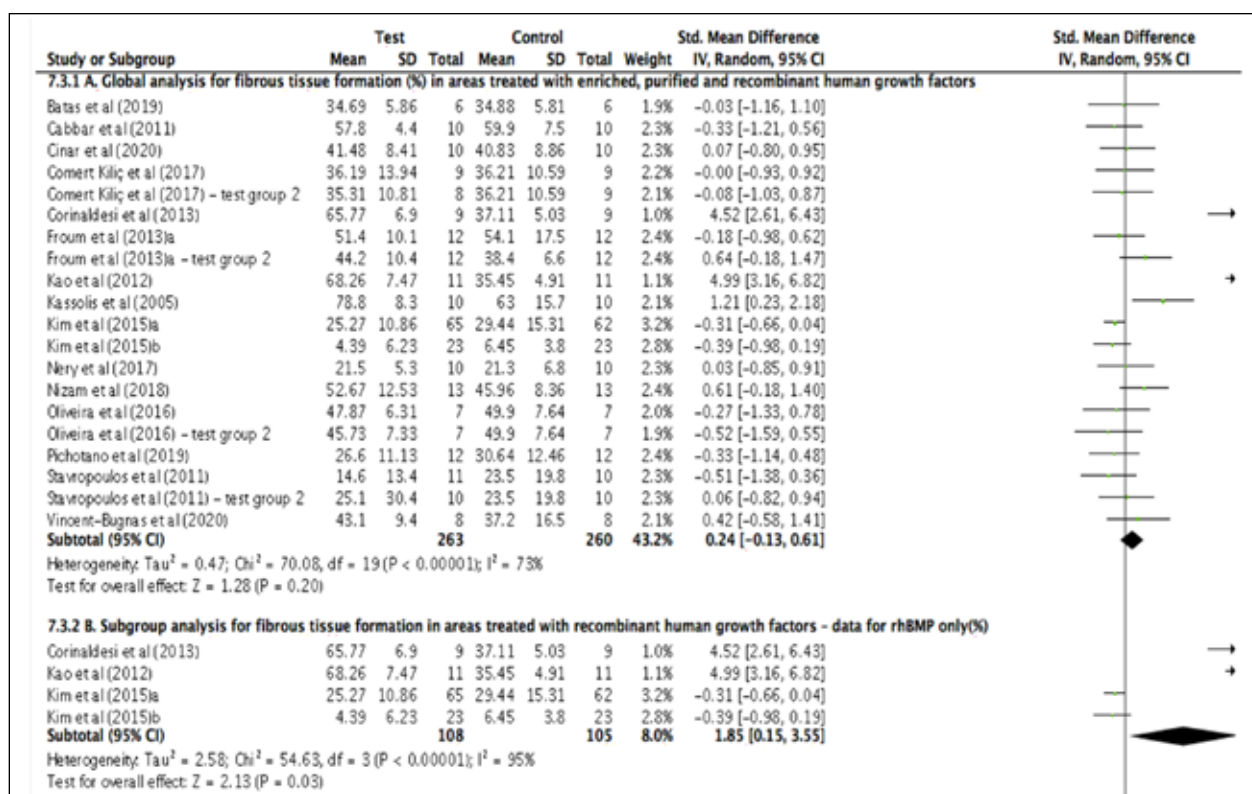 Test Control Std. Mean Difference Std. Mean Difference
Study or Subgroup Mean SD Total Mean SD Total Weight IV, Random, 95% CI IV, Random, 95% CI
7.3.1 A. Global analysis for fibrous tissue formation (%) in areas treated with enriched, purified and recombinant human growth factors
Batas et al (2019) 34.69 5.86 6 34.88 5.81 6 1.9% -0.03 [-1.16, 1.10]
Gabbar et al (2011) 57.8 4.4 10 59.9 7.5 10 2.3% -0.33 [-1.21, 0.56]
Cinar et al (2020) 41.48 8.41 10 40.83 8.86 10 2.3% 0.07 [-0.80, 0.95]
Gomert Kiliç et al (2017) 36.19 13.94 9 36.21 10.59 9 2.2% -0.00 [-0.93, 0.92]
Gomert Kiliç et al (2017) – test group 2 35.31 10.81 8 36.21 10.59 9 2.1% -0.08 [-1.03, 0.87]
Corinaldesi et al (2013) 65.77 6.9 9 37.11 5.03 9 1.0% 4.52 [2.61, 6.43]
Froum et al (2013)a 51.4 10.1 12 54.1 17.5 12 2.4% -0.18 [-0.98, 0.62]
Froum et al (2013)a – test group 2 44.2 10.4 12 38.4 6.6 12 2.3% 0.64 [-0.18, 1.47]
Kao et al (2012) 68.26 7.47 11 35.45 4.91 11 1.1% 4.99 [3.16, 6.82]
Kassolis et al (2005) 78.8 8.3 10 63 15.7 10 2.1% 1.21 [0.23, 2.18]
Kim et al (2015)a 25.27 10.86 65 29.44 15.31 62 3.2% -0.31 [-0.66, 0.04]
Kim et al (2015)b 4.39 6.23 23 6.45 3.8 23 2.8% -0.39 [-0.98, 0.19]
Nery et al (2017) 21.5 5.3 10 21.3 6.8 10 2.3% 0.03 [-0.85, 0.91]
Nizam et al (2018) 52.67 12.53 13 45.96 8.36 13 2.4% 0.61 [-0.18, 1.40]
Oliveira et al (2016) 47.87 6.31 7 49.9 7.64 7 2.0% -0.27 [-1.33, 0.78]
Oliveira et al (2016) – test group 2 45.73 7.33 7 49.9 7.64 7 1.9% -0.52 [-1.59, 0.55]
Pichotano et al (2019) 26.6 11.13 12 30.64 12.46 12 2.4% -0.33 [-1.14, 0.48]
Stavropoulos et al (2011) 14.6 13.4 11 23.5 19.8 10 2.3% -0.51 [-1.38, 0.36]
Stavropoulos et al (2011) – test group 2 25.1 30.4 10 23.5 19.8 10 2.3% 0.06 [-0.82, 0.94]
Vincent–Bugnas et al (2020) 43.1 9.4 8 37.2 16.5 8 2.1% 0.42 [-0.58, 1.41]
Subtotal (95% CI) 263 260 43.2% 0.24 [-0.13, 0.61]
Heterogeneity: Tau² = 0.47; Chi² = 70.08, df = 19 (P < 0.00001); I² = 73%
Test for overall effect: Z = 1.28 (P = 0.20)
7.3.2 B. Subgroup analysis for fibrous tissue formation in areas treated with recombinant human growth factors – data for rhBMP only(%)
Corinaldesi et al (2013) 65.77 6.9 9 37.11 5.03 9 1.0% 4.52 [2.61, 6.43]
Kao et al (2012) 68.26 7.47 11 35.45 4.91 11 1.1% 4.99 [3.16, 6.82]
Kim et al (2015)a 25.27 10.86 65 29.44 15.31 62 3.2% -0.31 [-0.66, 0.04]
Kim et al (2015)b 4.39 6.23 23 6.45 3.8 23 2.8% -0.39 [-0.98, 0.19]
Subtotal (95% CI) 108 105 8.0% 1.85 [0.15, 3.55]
Heterogeneity: Tau² = 2.58; Chi² = 54.63, df = 3 (P < 0.00001); I² = 95%
Test for overall effect: Z = 2.13 (P = 0.03)